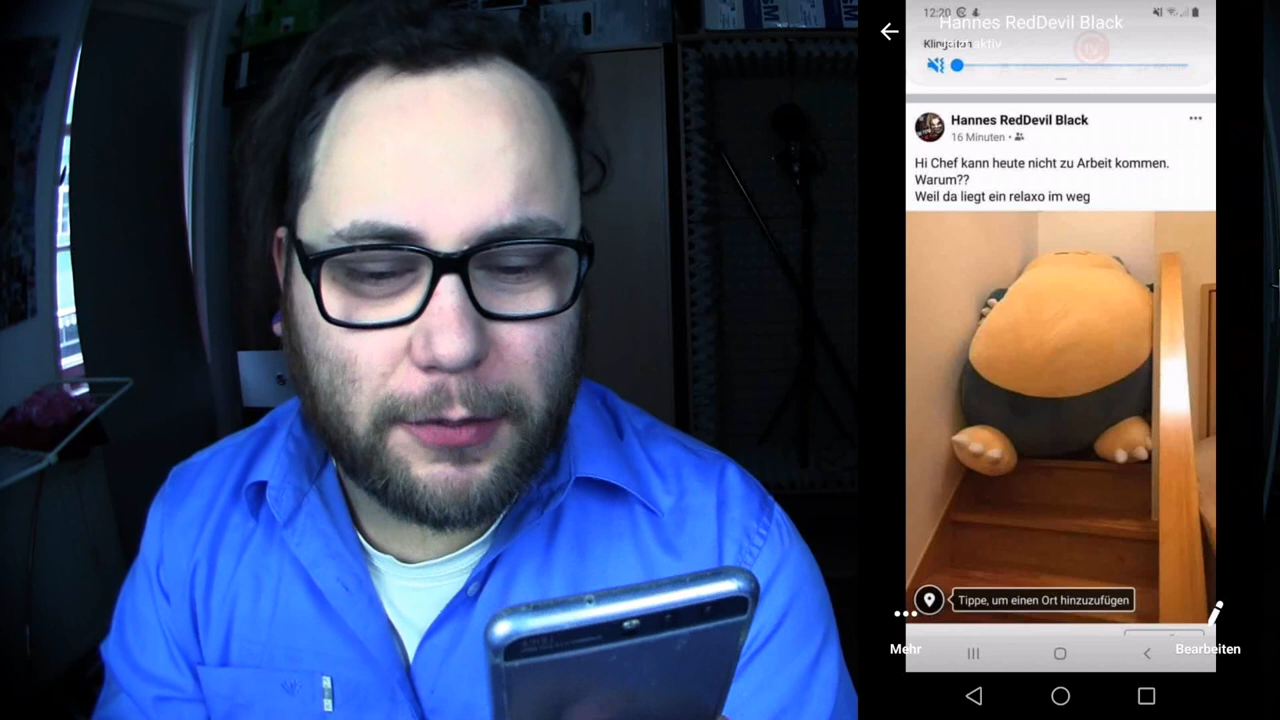 12:20
Hannes RedDevil Black
Klingelton
Hannes RedDevil Black
16 Minuten
Hi Chef kann heute nicht zu Arbeit kommen.
Warum??
Weil da liegt ein relaxo im weg
Tippe, um einen Ort hinzuzufügen
Mehr
Bearbeiten